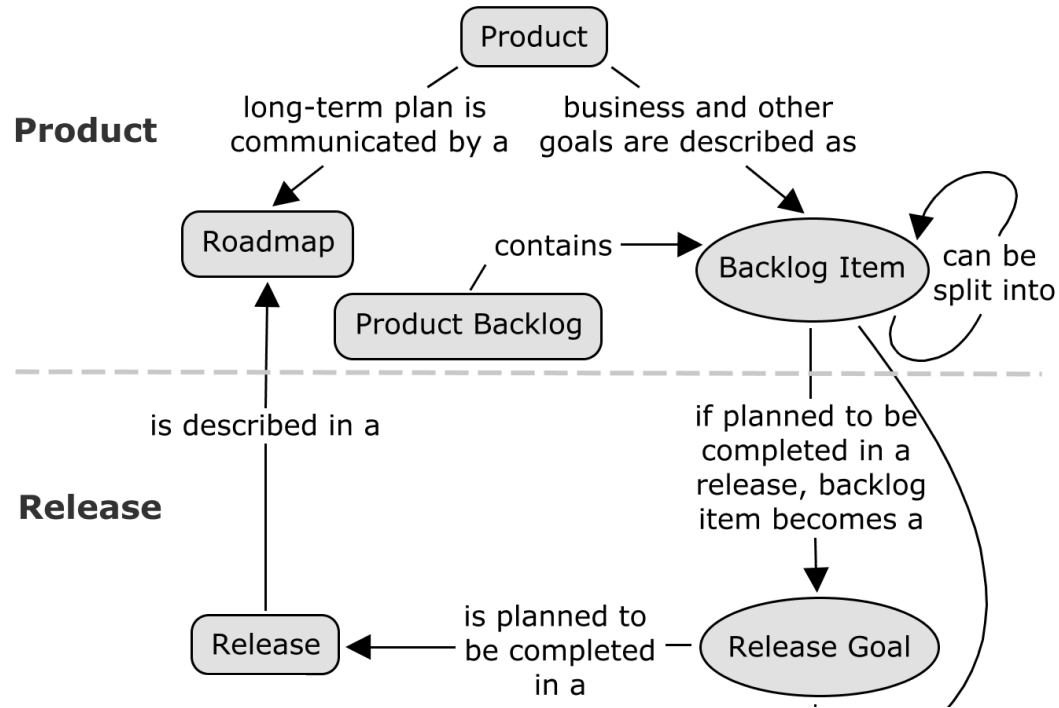 Product
long-term plan is
communicated by a
business and other
goals are described as
Product
Roadmap
contains
Backlog Item
can be
split into
Product Backlog
is described in a
if planned to be
completed in a
release, backlog
item becomes a
Release
Release
is planned to
be completed
in a
Release Goal